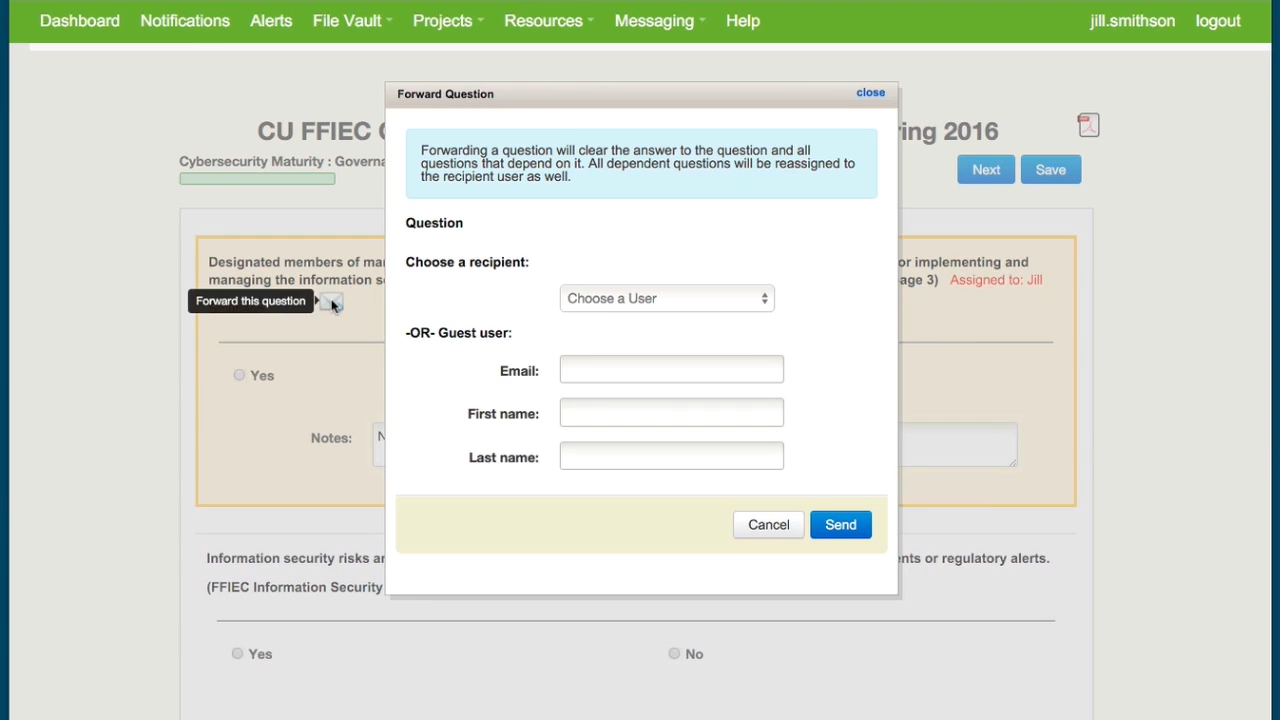 Dashboard Notifications Alerts File Vault Projects Resources Messaging Help jill.smithson logout
Forward Question close
CU FFIEC ring 2016
Cybersecurity Maturity : Governa
Next Save
Forwarding a question will clear the answer to the question and all
questions that depend on it. All dependent questions will be reassigned to
the recipient user as well.
Question
Choose a recipient:
Choose a User
-OR- Guest user:
Email:
First name:
Last name:
Cancel Send
Designated members of ma or implementing and
managing the information se age 3) Assigned to: Jill
Forward this question
Yes
Notes: N
Information security risks an nts or regulatory alerts.
(FFIEC Information Security
Yes No